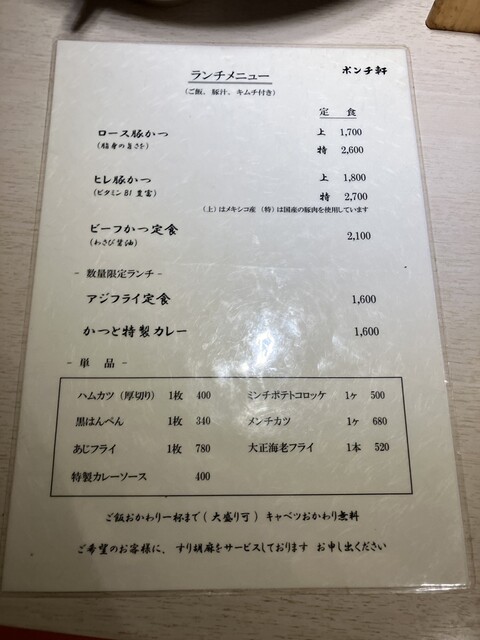 ポンチ軒
ランチメニュー
(ご飯、豚汁、キムチ付き)
定 食
ロース豚かつ 上 1,700
(脂身の旨さを)
特 2,600
ヒレ豚かつ 上 1,800
(ビタミンB1豊富) 特 2,700
(上)はメキシコ産 (特)は国産の豚肉を使用しています
ビーフかつ定食 2,100
(わさび醤油)
- 数量限定ランチ -
アジフライ定食 1,600
かつと特製カレー 1,600
- 単 品 -
ハムカツ(厚切り) 1枚 400 ミンチポテトコロッケ 1ヶ 500
黒はんぺん 1枚 340 メンチカツ 1ヶ 680
あじフライ 1枚 780 大正海老フライ 1本 520
特製カレーソース 400
ご飯おかわり一杯まで(大盛り可) キャベツおかわり無料
ご希望のお客様に、すり胡麻をサービスしております お申し出ください